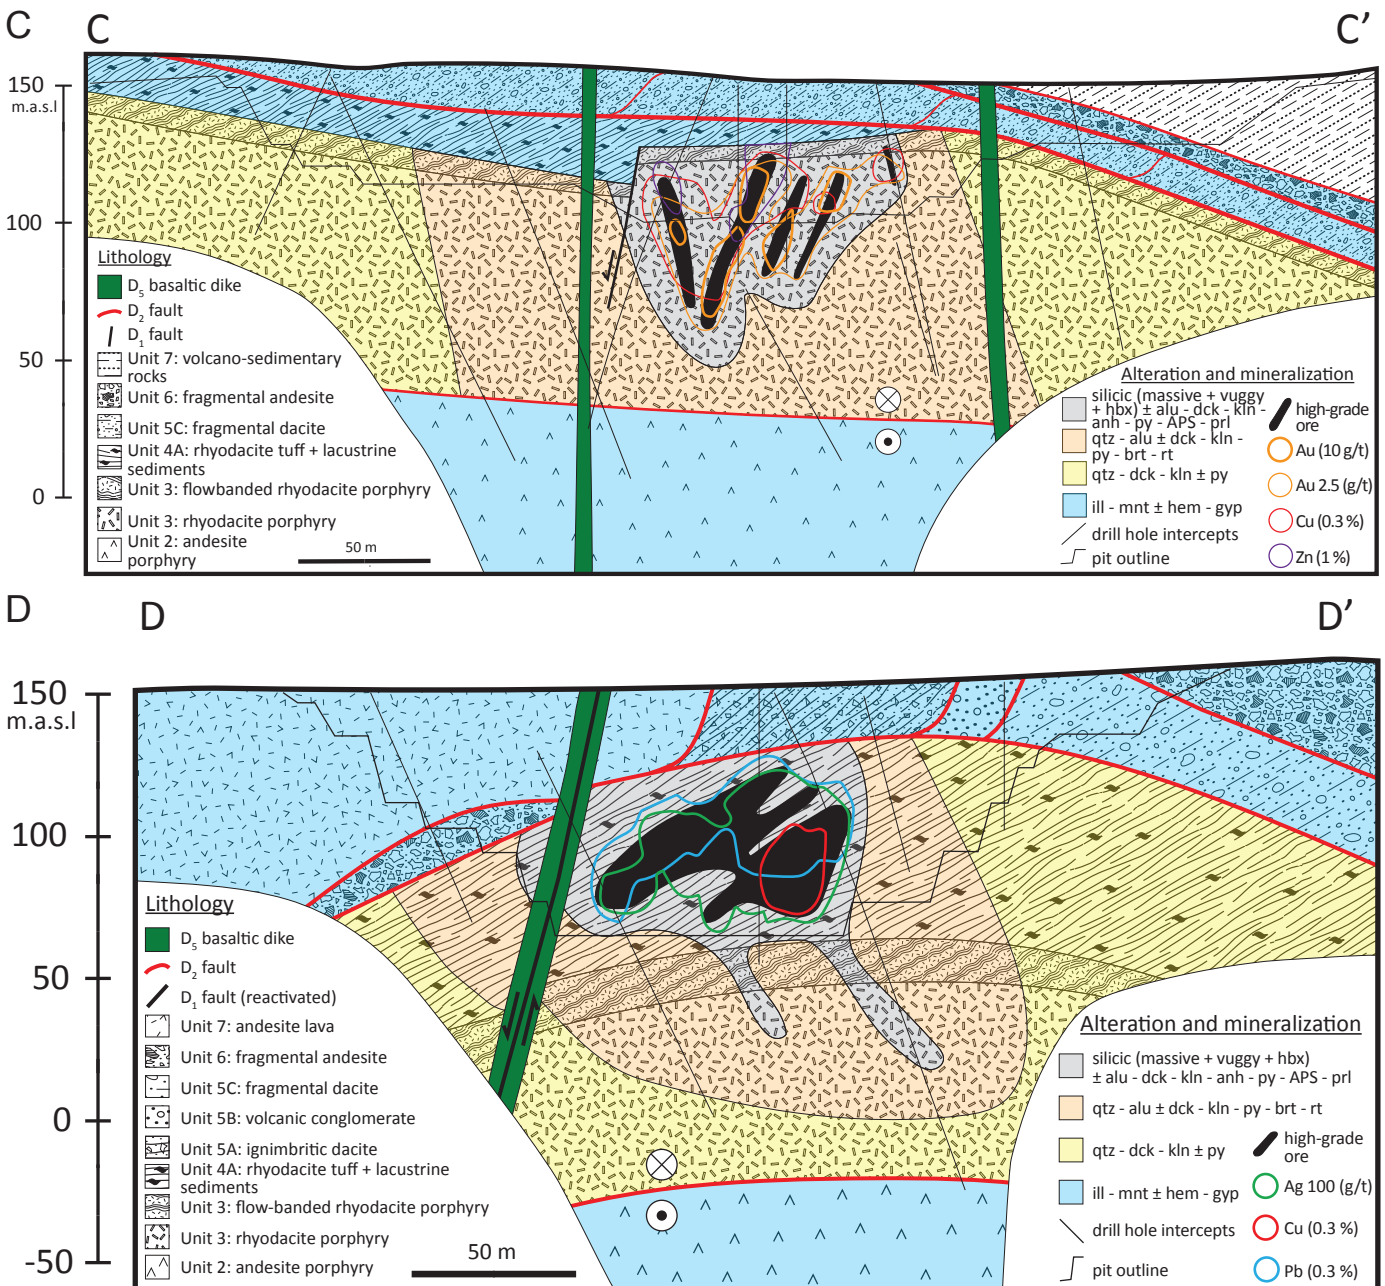 C
C
C’
150
m.a.s.l
100
50
0
Lithology
D5 basaltic dike
D2 fault
D1 fault
Unit 7: volcano-sedimentary
rocks
Unit 6: fragmental andesite
Unit 5C: fragmental dacite
Unit 4A: rhyodacite tuff + lacustrine
sediments
Unit 3: flowbanded rhyodacite porphyry
Unit 3: rhyodacite porphyry
Unit 2: andesite
porphyry
50 m
Alteration and mineralization
silicic (massive + vuggy
+ hbx) ± alu - dck - kln -
anh - py - APS - prl
qtz - alu ± dck - kln -
py - brt - rt
qtz - dck - kln ± py
ill - mnt ± hem - gyp
drill hole intercepts
pit outline
high-grade
ore
Au (10 g/t)
Au 2.5 (g/t)
Cu (0.3 %)
Zn (1 %)
D
D
D’
150
m.a.s.l
100
50
0
-50
Lithology
D5 basaltic dike
D2 fault
D1 fault (reactivated)
Unit 7: andesite lava
Unit 6: fragmental andesite
Unit 5C: fragmental dacite
Unit 5B: volcanic conglomerate
Unit 5A: ignimbritic dacite
Unit 4A: rhyodacite tuff + lacustrine
sediments
Unit 3: flow-banded rhyodacite porphyry
Unit 3: rhyodacite porphyry
Unit 2: andesite porphyry
50 m
Alteration and mineralization
silicic (massive + vuggy + hbx)
± alu - dck - kln - anh - py - APS - prl
qtz - alu ± dck - kln - py - brt - rt
qtz - dck - kln ± py
ill - mnt ± hem - gyp
drill hole intercepts
pit outline
high-grade
ore
Ag 100 (g/t)
Cu (0.3 %)
Pb (0.3 %)